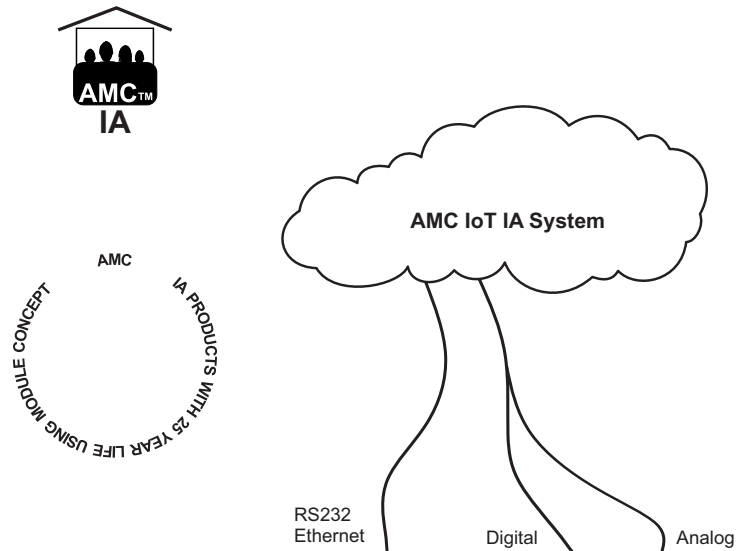 AMC™
IA
AMC IoT IA System
AMC
IA PRODUCTS WITH 25 YEAR LIFE USING MODULE CONCEPT
RS232
Ethernet
Digital
Analog